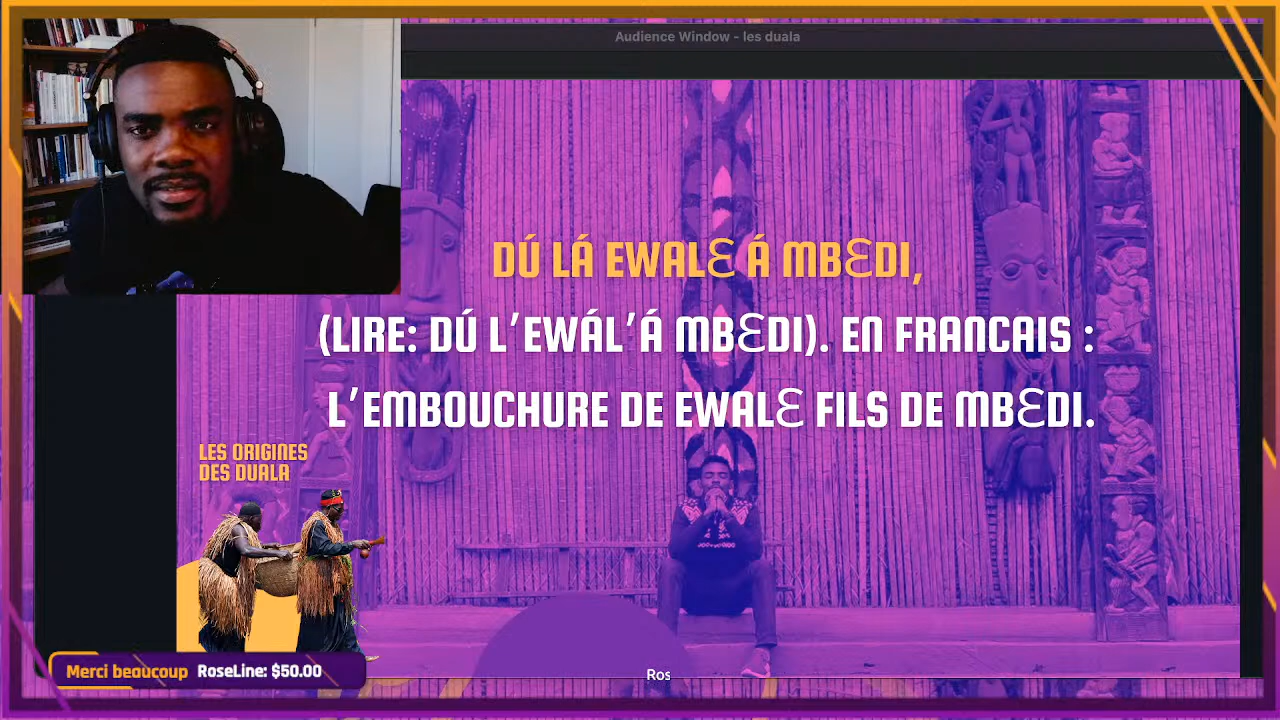 Audience Window - les duala
DÚ LÁ EWALƐ Á MBƐDI,
(LIRE: DÚ L'EWÁL'Á MBƐDI). EN FRANCAIS :
L'EMBOUCHURE DE EWALƐ FILS DE MBƐDI.
LES ORIGINES
DES DUALA
Merci beaucoup RoseLine: $50.00
Ros